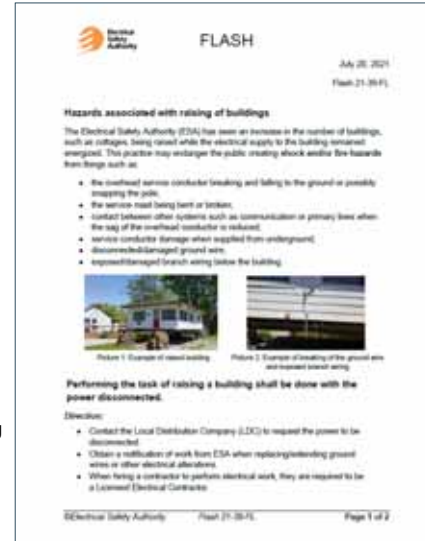 Electrical
Safety
Authority
FLASH
July 20, 2021
Flash 21-39-FL
Hazards associated with raising of buildings
The Electrical Safety Authority (ESA) has seen an increase in the number of buildings,
such as cottages, being raised while the electrical supply to the building remained
energized. This practice may endanger the public creating shock and/or fire hazards
from things such as:
• the overhead service conductor breaking and falling to the ground or possibly
snapping the pole,
• the service mast being bent or broken,
• contact between other systems such as communication or primary lines when
the sag of the overhead conductor is reduced,
• service conductor damage when supplied from underground,
• disconnected/damaged ground wire,
• exposed/damaged branch wiring below the building.
Picture 1: Example of raised building
Picture 2: Example of breaking of the ground wire
and exposed branch wiring
Performing the task of raising a building shall be done with the
power disconnected.
Direction:
• Contact the Local Distribution Company (LDC) to request the power to be
disconnected
• Obtain a notification of work from ESA when replacing/extending ground
wires or other electrical alterations
• When hiring a contractor to perform electrical work, they are required to be
a Licensed Electrical Contractor
©Electrical Safety Authority
Flash 21-39-FL
Page 1 of 2